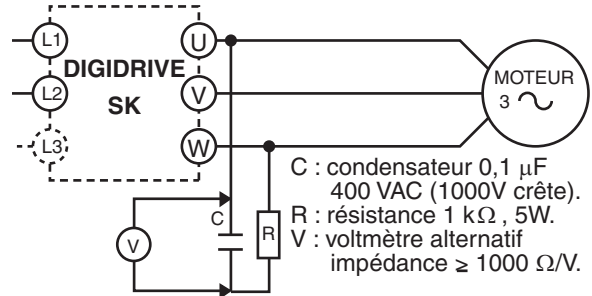 L1
U
DIGIDRIVE
SK
L2
V
L3
W
MOTEUR
3
C : condensateur 0,1 µF
400 VAC (1000V crête).
R : résistance 1 kΩ , 5W.
V : voltmètre alternatif
impédance ≥ 1000 Ω/V.
C
R
V